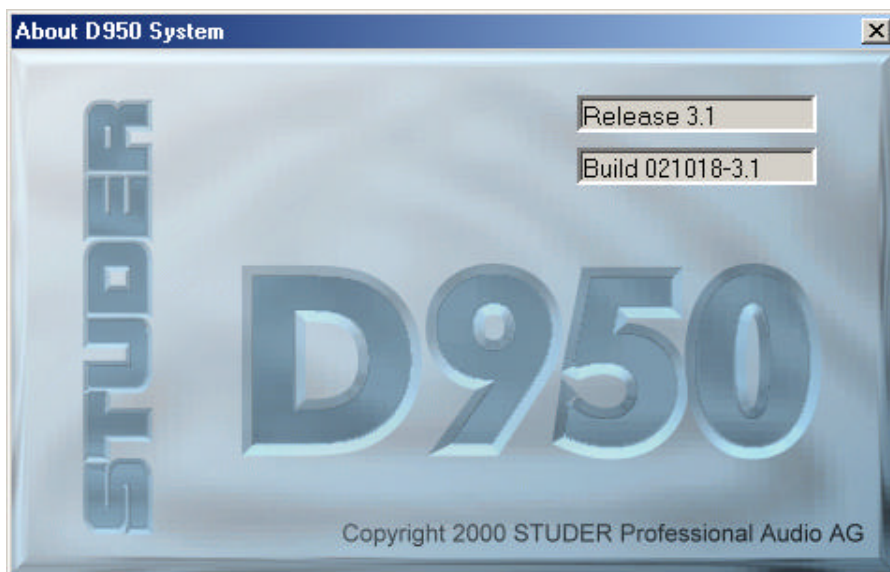 About D950 System
Release 3.1
Build 021018-3.1
STUDER
D950
Copyright 2000 STUDER Professional Audio AG